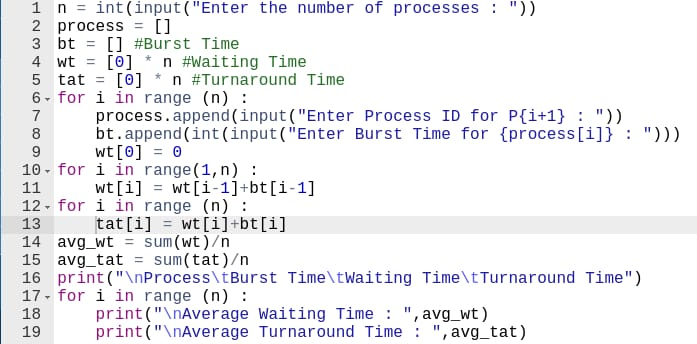 1 n = int(input("Enter the number of processes : "))
2 process = []
3 bt = [] #Burst Time
4 wt = [0] * n #Waiting Time
5 tat = [0] * n #Turnaround Time
6 for i in range (n) :
7     process.append(input("Enter Process ID for P{i+1} : "))
8     bt.append(int(input("Enter Burst Time for {process[i]} : ")))
9     wt[0] = 0
10 for i in range(1,n) :
11     wt[i] = wt[i-1]+bt[i-1]
12 for i in range (n) :
13     tat[i] = wt[i]+bt[i]
14 avg_wt = sum(wt)/n
15 avg_tat = sum(tat)/n
16 print("\nProcess\tBurst Time\tWaiting Time\tTurnaround Time")
17 for i in range (n) :
18     print("\nAverage Waiting Time : ",avg_wt)
19     print("\nAverage Turnaround Time : ",avg_tat)